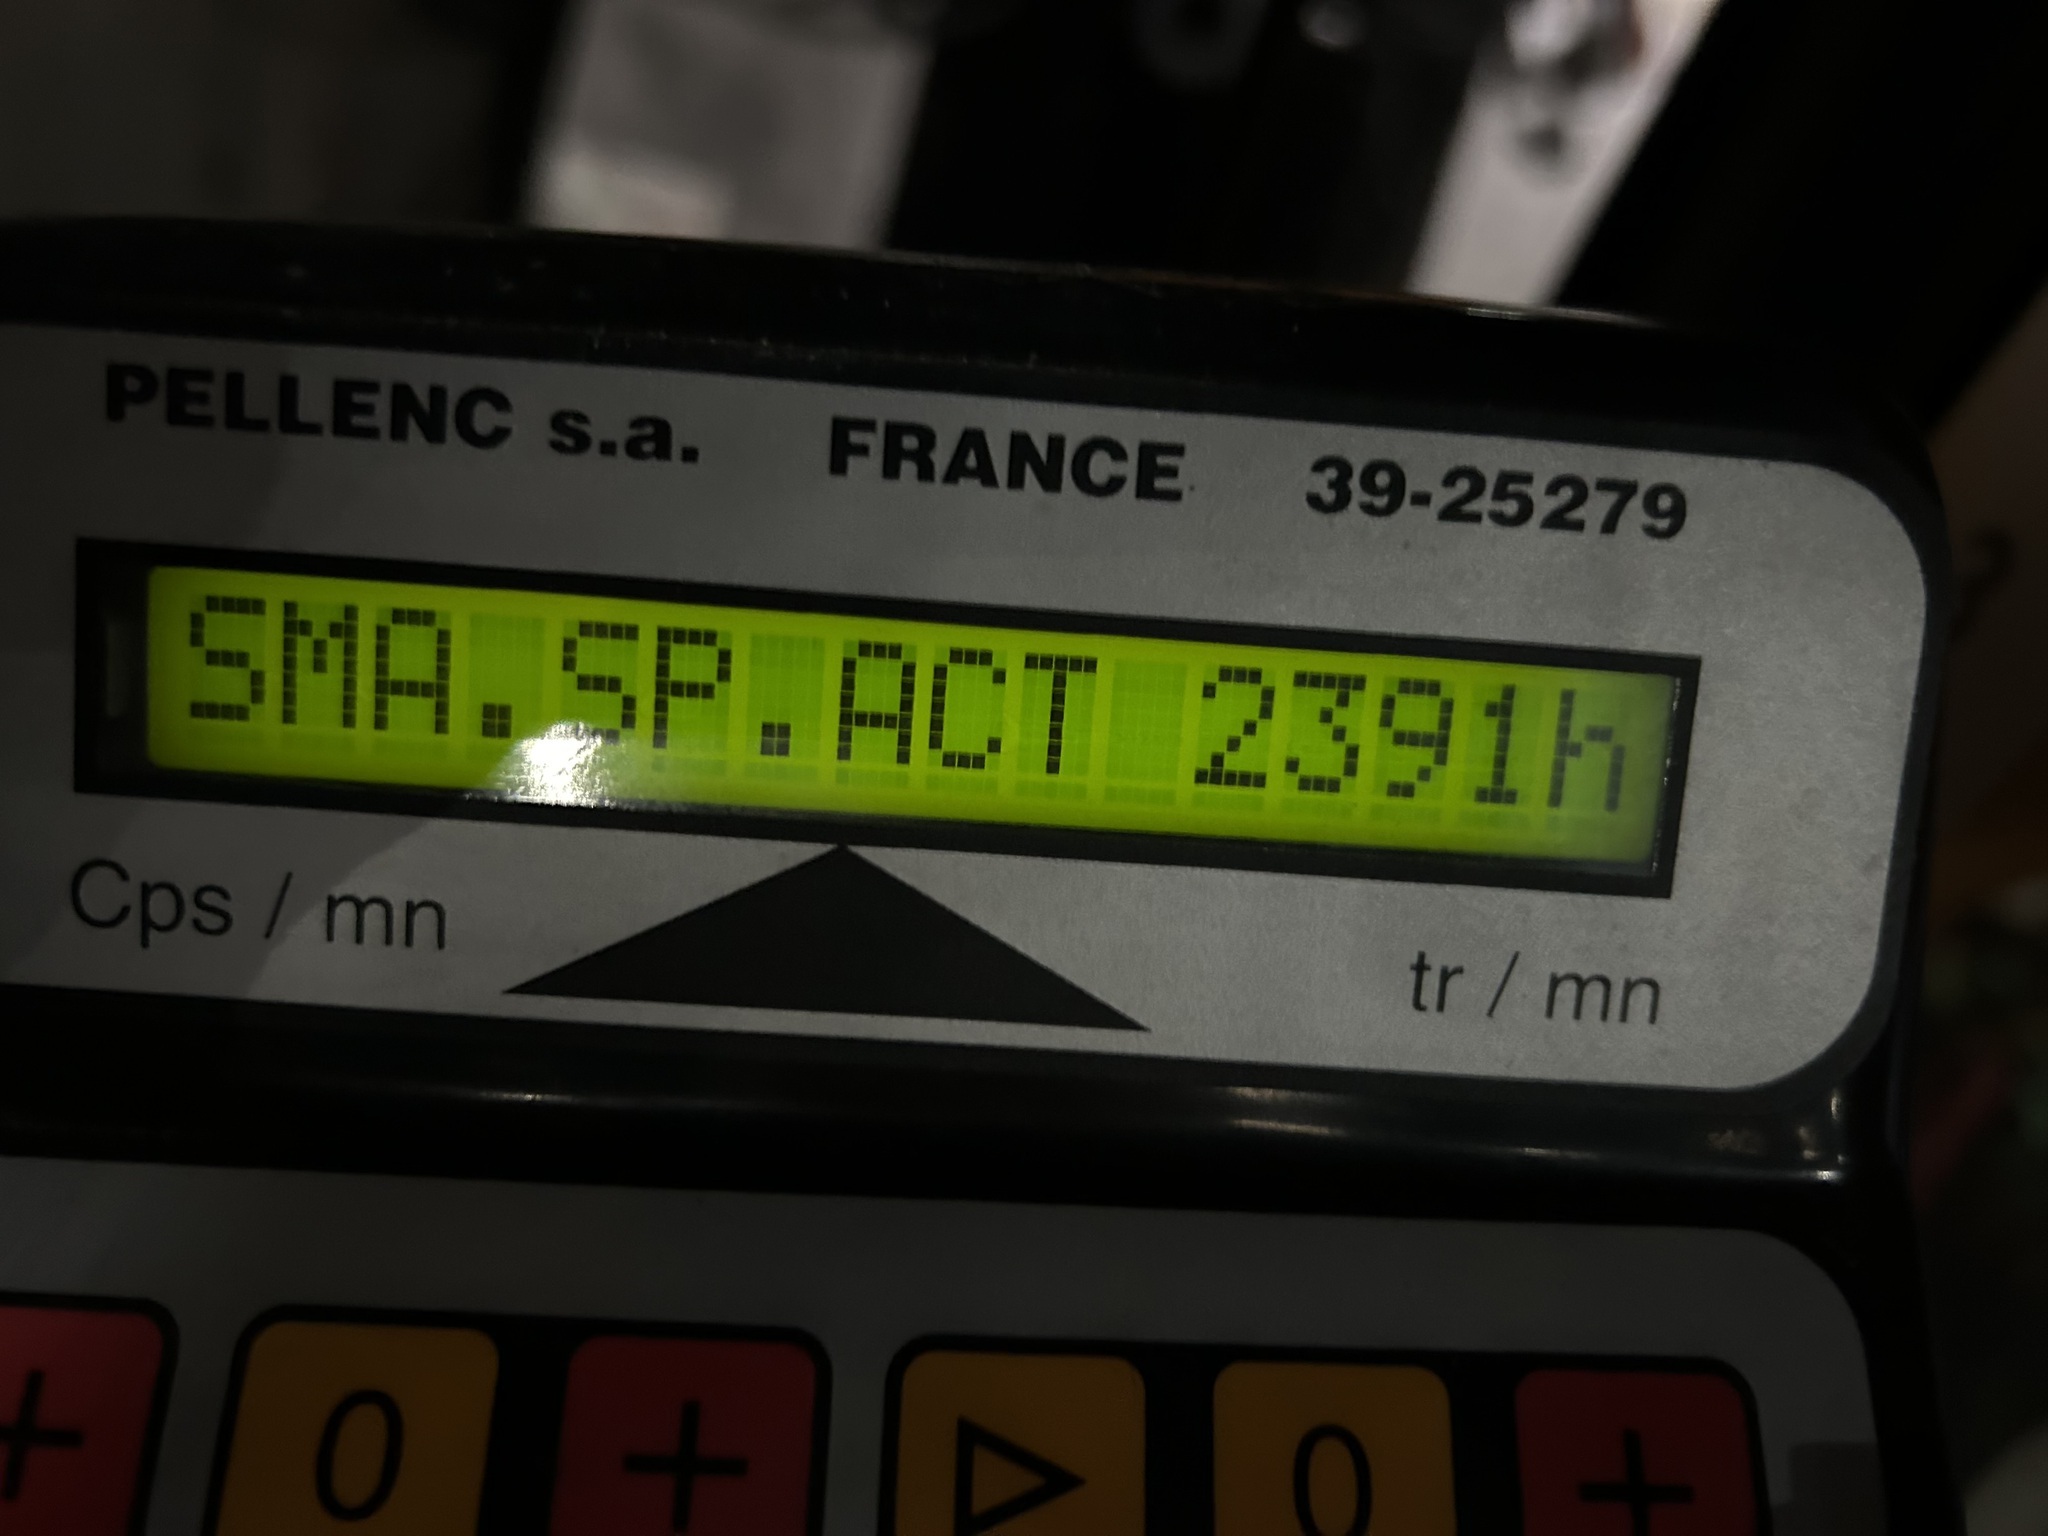 PELLENC s.a. FRANCE 39-25279
SMA.SP.ACT 2391h
Cps / mn tr / mn
+ 0 + 0 +